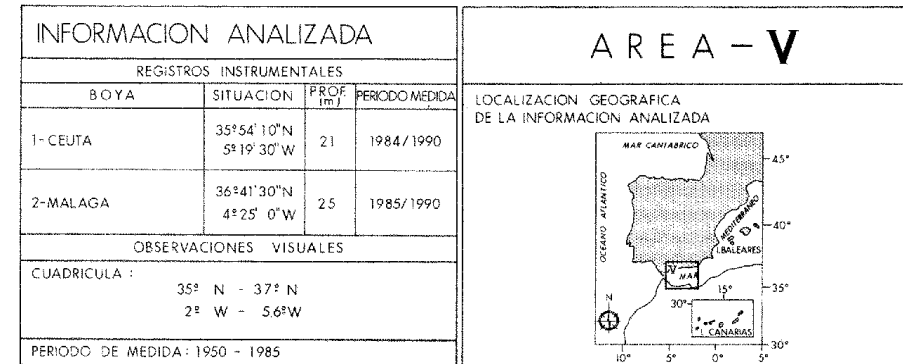 INFORMACION ANALIZADA
REGISTROS INSTRUMENTALES
BOYA SITUACION PROF. (m) PERIODO MEDIDA
1- CEUTA 35º54'10"N 5º19'30"W 21 1984/1990
2-MALAGA 36º41'30"N 4º25' 0"W 25 1985/1990
OBSERVACIONES VISUALES
CUADRICULA :
35º N - 37º N
2º W - 5.6ºW
PERIODO DE MEDIDA: 1950 - 1985
AREA - V
LOCALIZACION GEOGRAFICA
DE LA INFORMACION ANALIZADA
MAR CANTABRICO
OCEANO ATLANTICO
MAR MEDITERRANEO
I.BALEARES
V
N
I. CANARIAS
45°
40°
35°
30°
15°
30°
10° 5° 0° 5°